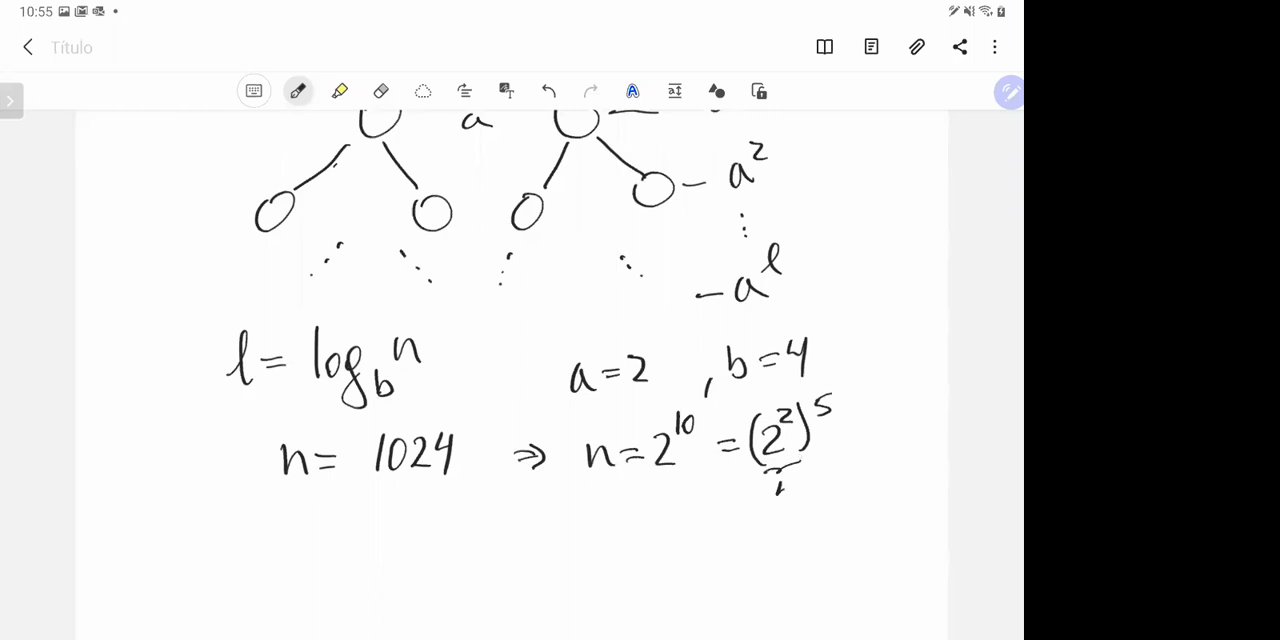 10:55
Título
a
a²
⋮
– aˡ
l = log_b n
a = 2 , b = 4
n = 1024 ⇒ n = 2¹⁰ = (2²)⁵